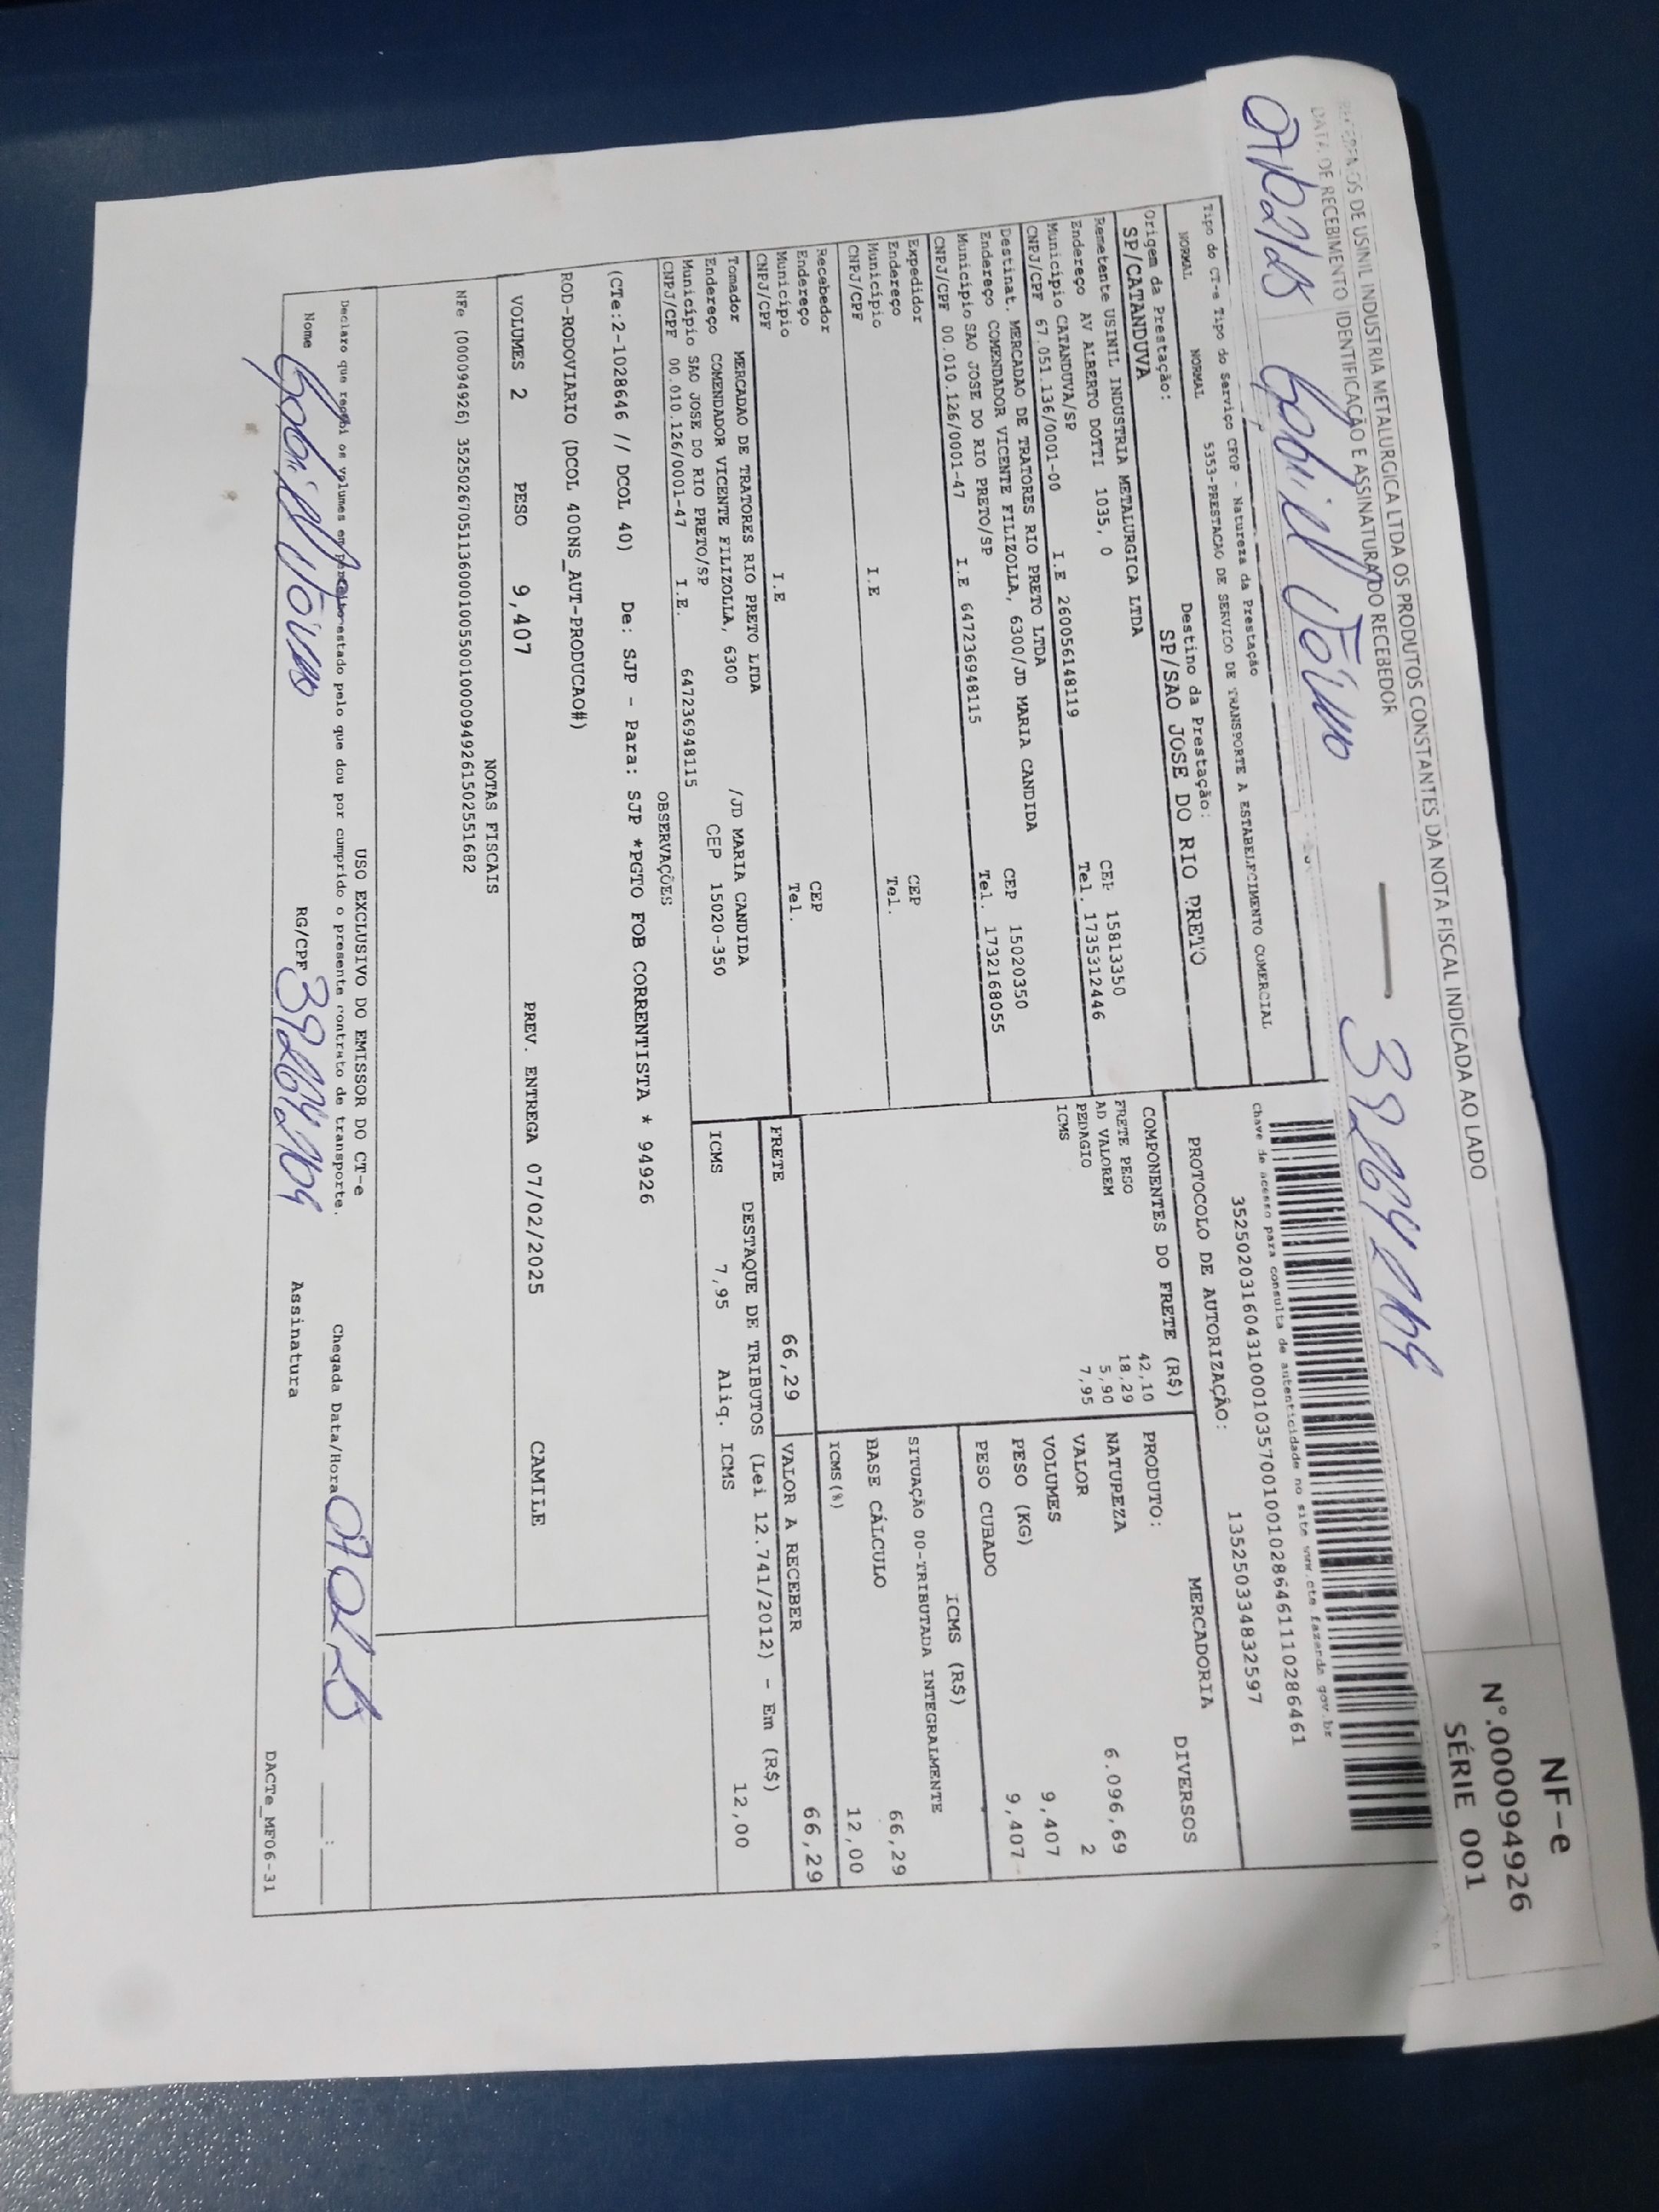 RECEBEMOS DE USINIL INDUSTRIA METALURGICA LTDA OS PRODUTOS CONSTANTES DA NOTA FISCAL INDICADA AO LADO
DATA DE RECEBIMENTO IDENTIFICAÇÃO E ASSINATURA DO RECEBEDOR
NF-e
N°.000094926
SÉRIE 001
Tipo do CT-e Tipo do Serviço CFOP - Natureza da Prestação
NORMAL NORMAL 5353-PRESTACAO DE SERVICO DE TRANSPORTE A ESTABELECIMENTO COMERCIAL
Origem da Prestação: Destino da Prestação:
SP/CATANDUVA SP/SAO JOSE DO RIO PRETO
Remetente USINIL INDUSTRIA METALURGICA LTDA
Endereço AV ALBERTO DOTTI 1035, 0 CEP 15813350
Município CATANDUVA/SP Tel. 1735312446
CNPJ/CPF 67.051.136/0001-00 I.E 260056148119
Destinat. MERCADAO DE TRATORES RIO PRETO LTDA
Endereço COMENDADOR VICENTE FILIZOLLA, 6300/JD MARIA CANDIDA CEP 15020350
Município SAO JOSE DO RIO PRETO/SP Tel. 1732168055
CNPJ/CPF 00.010.126/0001-47 I.E 647236948115
Expedidor
Endereço CEP
Município Tel.
CNPJ/CPF I.E
Recebedor
Endereço CEP
Município Tel.
CNPJ/CPF I.E
Tomador MERCADAO DE TRATORES RIO PRETO LTDA
Endereço COMENDADOR VICENTE FILIZOLLA, 6300 /JD MARIA CANDIDA
Município SAO JOSE DO RIO PRETO/SP CEP 15020-350
CNPJ/CPF 00.010.126/0001-47 I.E. 647236948115
Chave de acesso para consulta de autenticidade no site www.cte.fazenda.gov.br
35250203160431000103570010010286461110286461
PROTOCOLO DE AUTORIZAÇÃO: 135250334832597
COMPONENTES DO FRETE (R$)
FRETE PESO 42,10
AD VALOREM 18,29
PEDAGIO 5,90
ICMS 7,95
MERCADORIA
PRODUTO: DIVERSOS
NATUREZA
VALOR 6.096,69
VOLUMES 2
PESO (KG) 9,407
PESO CUBADO 9,407
ICMS (R$)
SITUAÇÃO 00-TRIBUTADA INTEGRALMENTE
BASE CÁLCULO 66,29
ICMS(%) 12,00
FRETE 66,29 VALOR A RECEBER 66,29
DESTAQUE DE TRIBUTOS (Lei 12.741/2012) - Em (R$)
ICMS 7,95 Aliq. ICMS 12,00
OBSERVAÇÕES
(CTe:2-1028646 // DCOL 40) De: SJP - Para: SJP *PGTO FOB CORRENTISTA * 94926
ROD-RODOVIARIO (DCOL 400NS_AUT-PRODUCAO#)
VOLUMES 2 PESO 9,407 PREV. ENTREGA 07/02/2025 CAMILE
NOTAS FISCAIS
NFe (000094926) 35250267051136000100550010000949261502551682
USO EXCLUSIVO DO EMISSOR DO CT-e
Declaro que recebi os volumes em perfeito estado pelo que dou por cumprido o presente contrato de transporte. Chegada Data/Hora
Nome RG/CPF Assinatura
DACTe_MF06-31